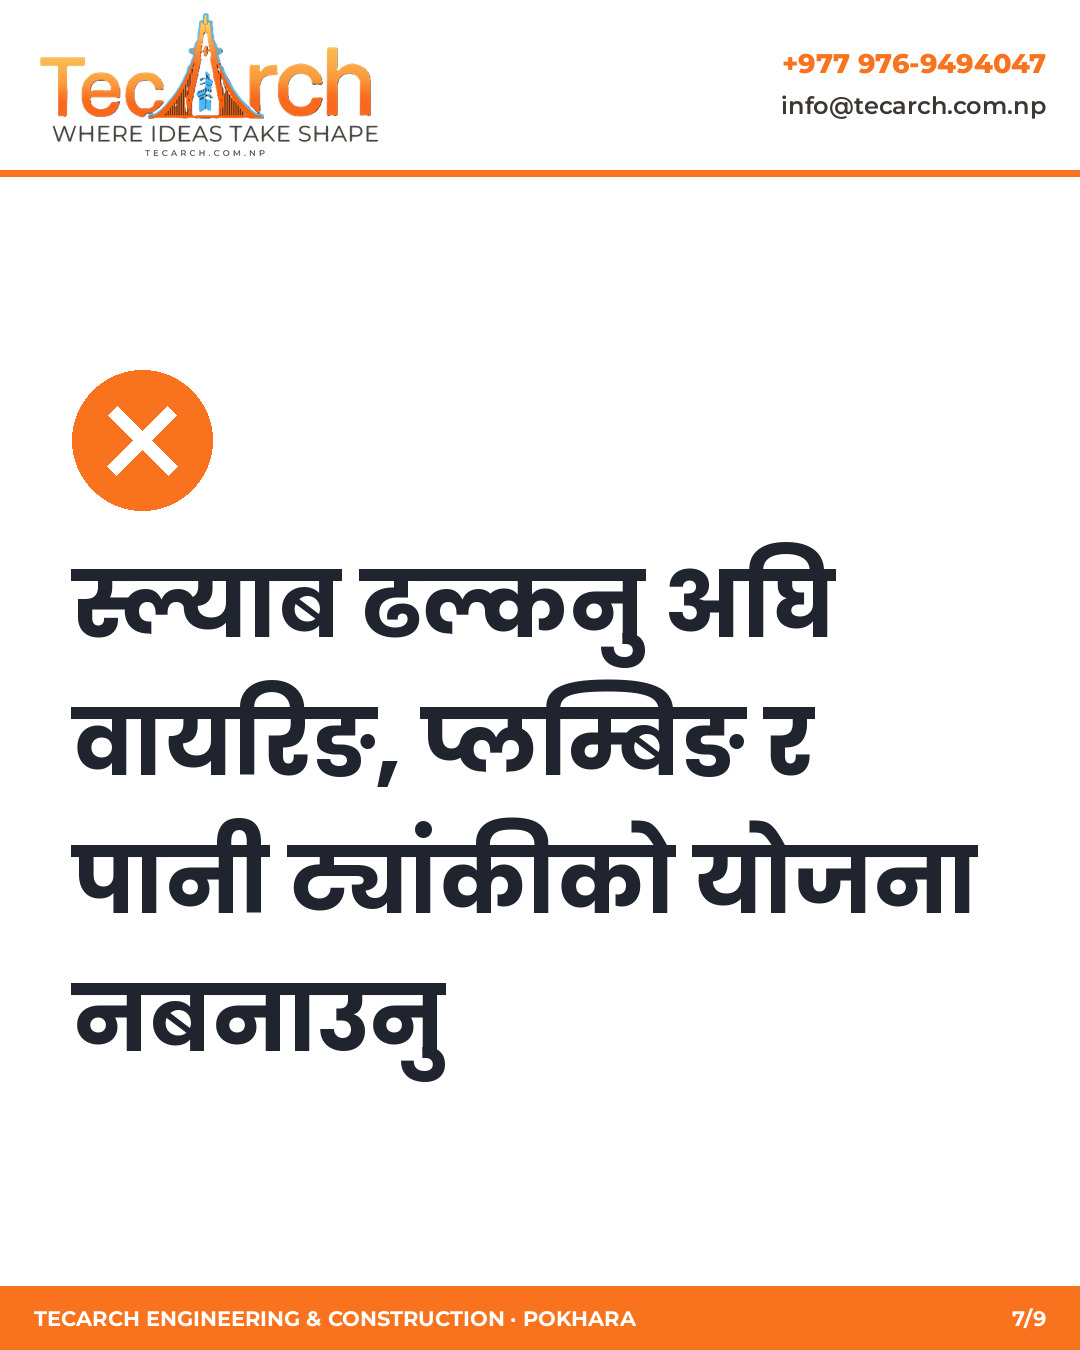 TecArch
WHERE IDEAS TAKE SHAPE
TECARCH.COM.NP
+977 976-9494047
info@tecarch.com.np
स्ल्याब ढल्कनु अघि
वायरिङ, प्लम्बिङ र
पानी ट्यांकीको योजना
नबनाउनु
TECARCH ENGINEERING & CONSTRUCTION · POKHARA
7/9